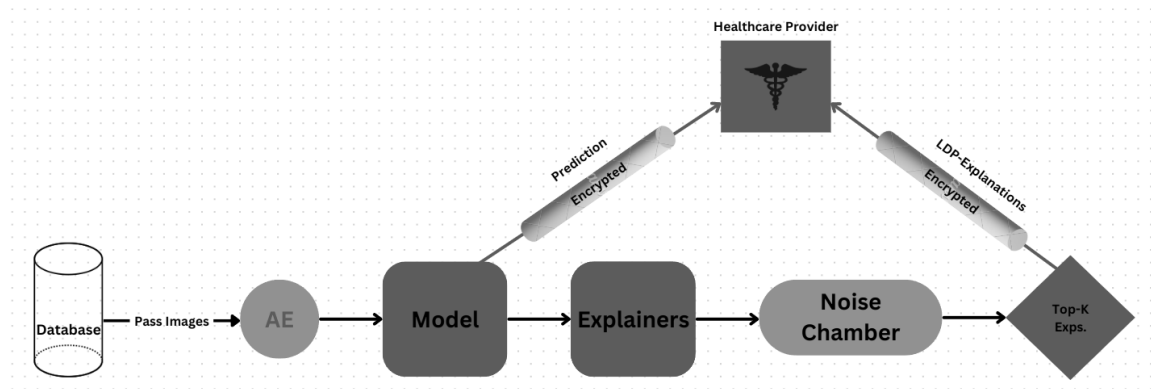 Healthcare Provider
Prediction
Encrypted
LDP-Explanations
Encrypted
Database
Pass Images
AE
Model
Explainers
Noise
Chamber
Top-K
Exps.